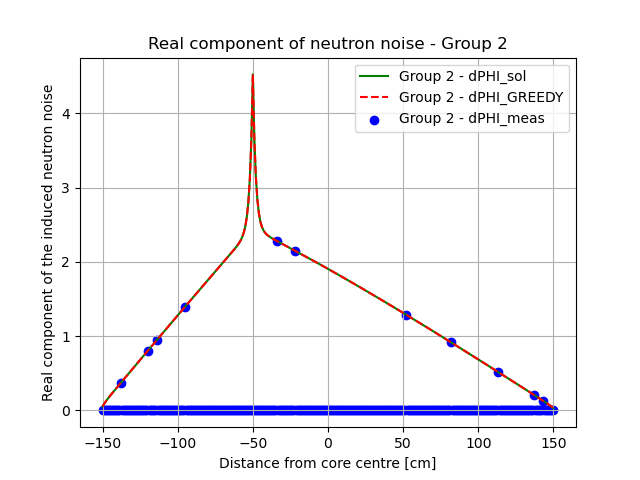 Real component of neutron noise - Group 2
Group 2 - dPHI_sol
Group 2 - dPHI_GREEDY
Group 2 - dPHI_meas
Real component of the induced neutron noise
4
3
2
1
0
−150
−100
−50
0
50
100
150
Distance from core centre [cm]